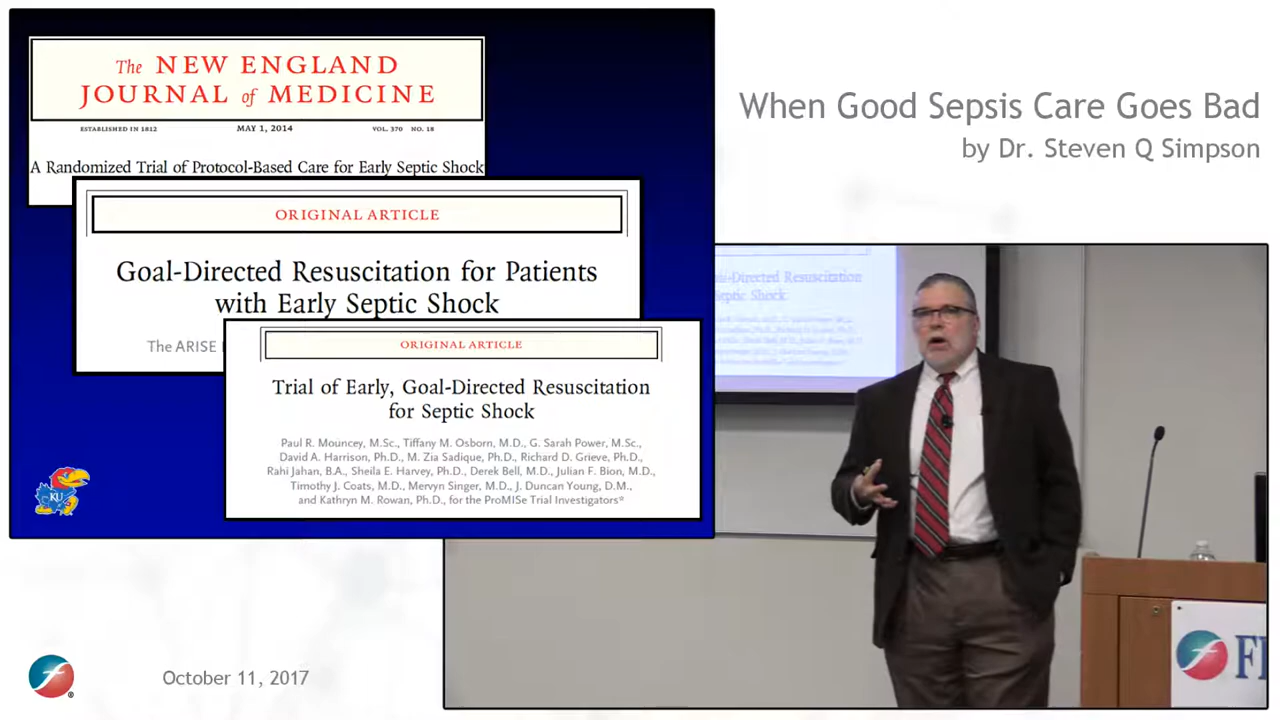 The NEW ENGLAND
JOURNAL of MEDICINE
ESTABLISHED IN 1812 MAY 1, 2014 VOL. 370 NO. 18
A Randomized Trial of Protocol-Based Care for Early Septic Shock
ORIGINAL ARTICLE
Goal-Directed Resuscitation for Patients
with Early Septic Shock
The ARISE
ORIGINAL ARTICLE
Trial of Early, Goal-Directed Resuscitation
for Septic Shock
Paul R. Mouncey, M.Sc., Tiffany M. Osborn, M.D., G. Sarah Power, M.Sc.,
David A. Harrison, Ph.D., M. Zia Sadique, Ph.D., Richard D. Grieve, Ph.D.,
Rahi Jahan, B.A., Sheila E. Harvey, Ph.D., Derek Bell, M.D., Julian F. Bion, M.D.,
Timothy J. Coats, M.D., Mervyn Singer, M.D., J. Duncan Young, D.M.,
and Kathryn M. Rowan, Ph.D., for the ProMISe Trial Investigators*
KU
When Good Sepsis Care Goes Bad
by Dr. Steven Q Simpson
Directed Resuscitation
Septic Shock
October 11, 2017